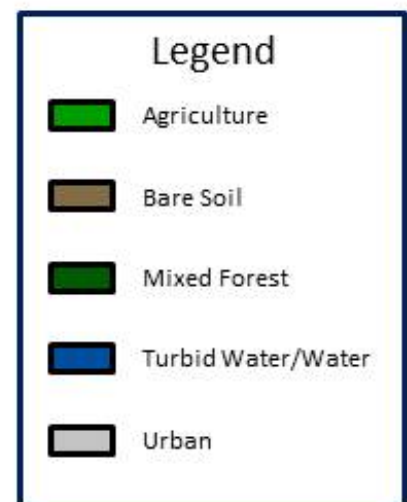 Legend
Agriculture
Bare Soil
Mixed Forest
Turbid Water/Water
Urban